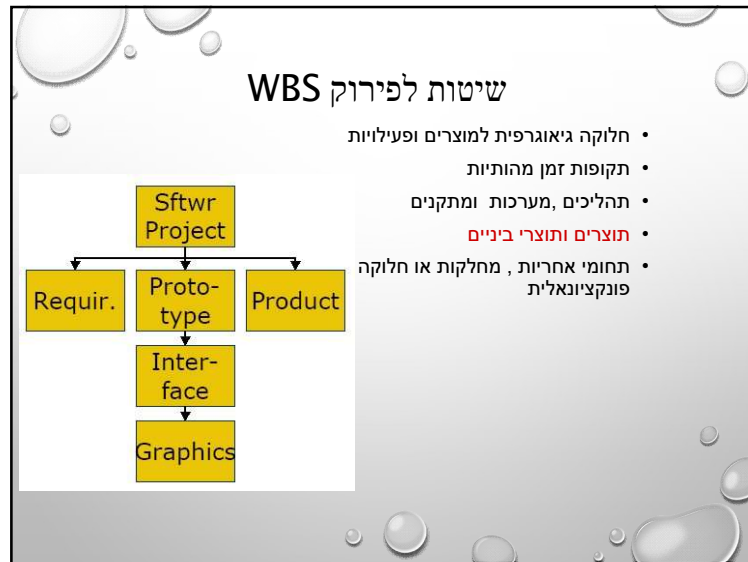 שיטות לפירוק WBS
• חלוקה גיאוגרפית למוצרים ופעילויות
• תקופות זמן מהותיות
• תהליכים ,מערכות ומתקנים
• תוצרים ותוצרי ביניים
• תחומי אחריות , מחלקות או חלוקה
פונקציונאלית
Sftwr
Project
Requir.
Proto-
type
Product
Inter-
face
Graphics